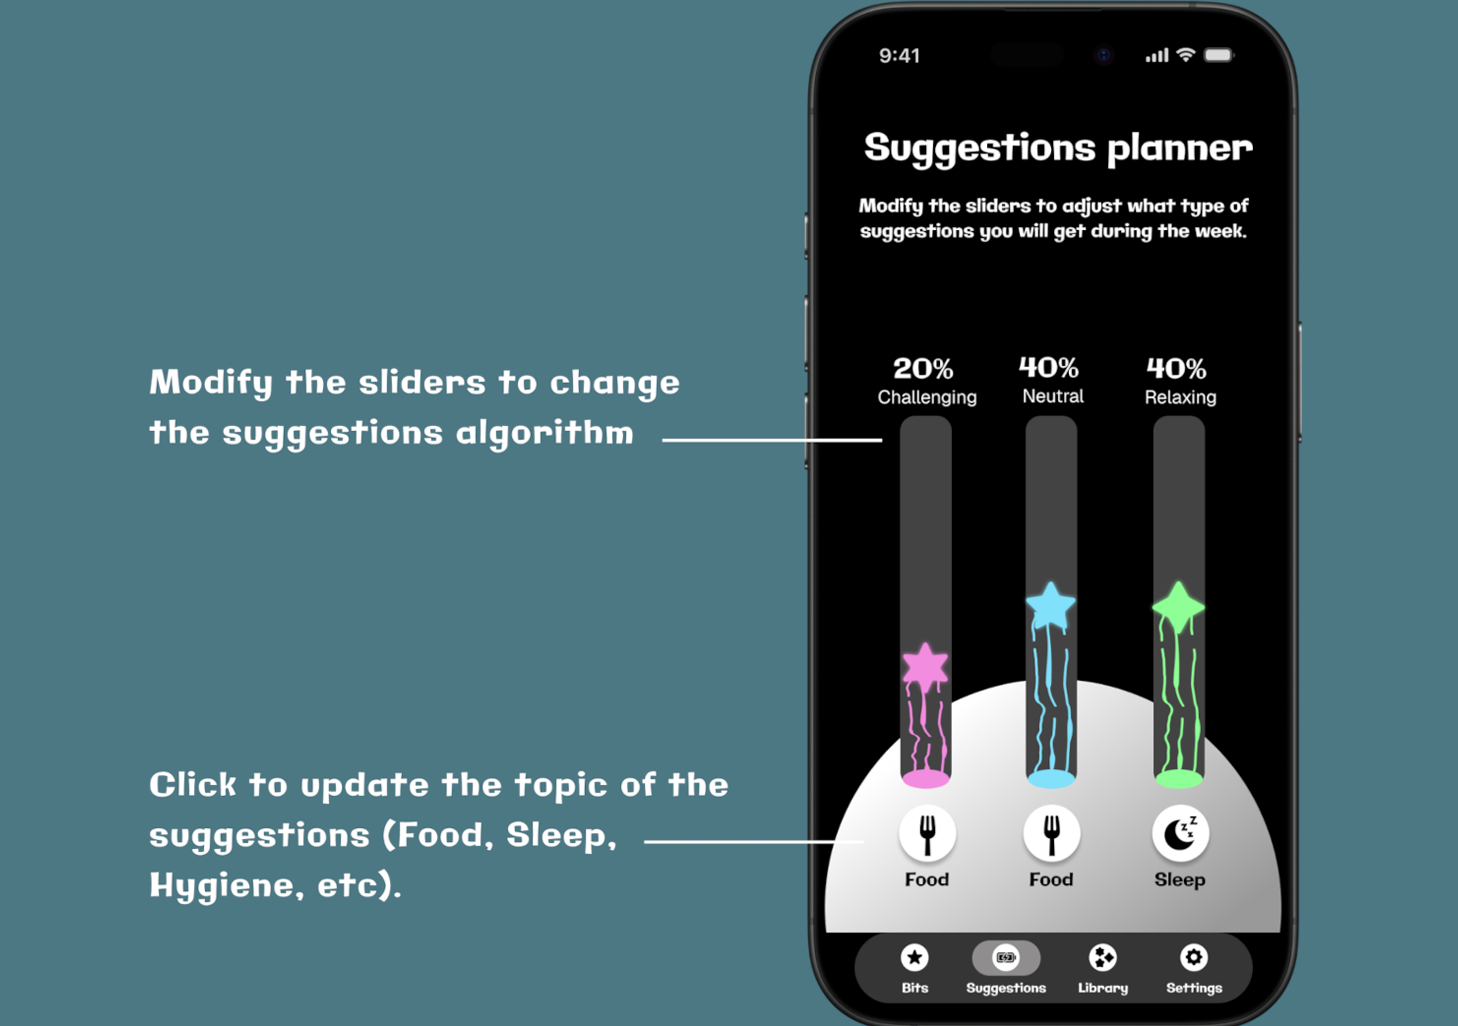 9:41
Suggestions planner
Modify the sliders to adjust what type of
suggestions you will get during the week.
Modify the sliders to change
the suggestions algorithm
20% 40% 40%
Challenging Neutral Relaxing
Click to update the topic of the
suggestions (Food, Sleep,
Hygiene, etc).
z z z
Food Food Sleep
Bits Suggestions Library Settings